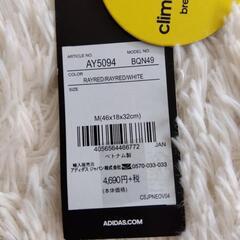 clim
bre
ARTICLE NO.
MODEL NO.
AY5094
BQN49
COLOR
RAYRED/RAYRED/WHITE
SIZE
M(46x18x32cm)
4056564466772
JAN
ベトナム製
輸入販売元
アディダス ジャパン株式会社
0570-033-033
4,690円+税
(本体価格)
CSJPNEOV04
ADIDAS.COM